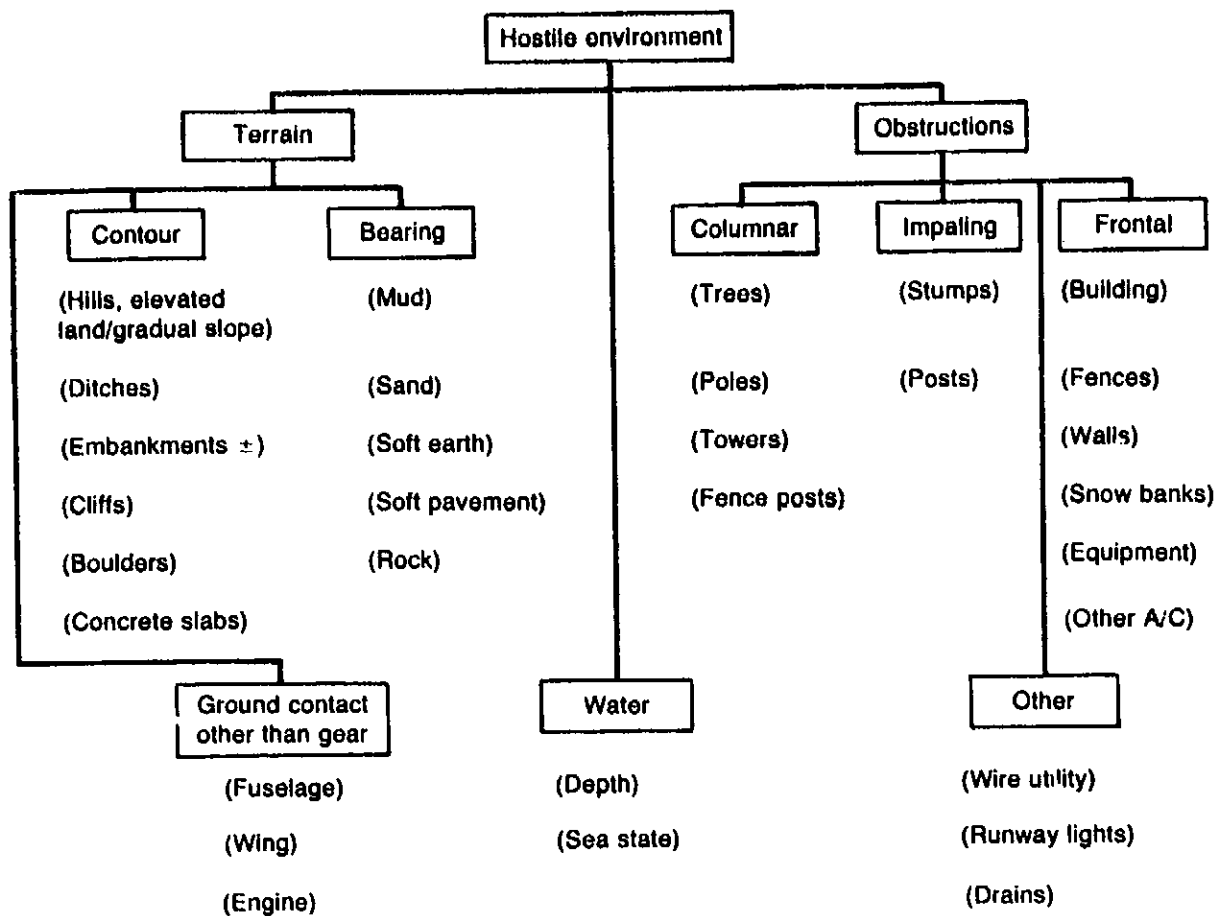 Hostile environment
Terrain
Obstructions
Contour
Bearing
Columnar
Impaling
Frontal
(Hills, elevated
land/gradual slope)
(Ditches)
(Embankments ±)
(Cliffs)
(Boulders)
(Concrete slabs)
(Mud)
(Sand)
(Soft earth)
(Soft pavement)
(Rock)
(Trees)
(Poles)
(Towers)
(Fence posts)
(Stumps)
(Posts)
(Building)
(Fences)
(Walls)
(Snow banks)
(Equipment)
(Other A/C)
Ground contact
other than gear
(Fuselage)
(Wing)
(Engine)
Water
(Depth)
(Sea state)
Other
(Wire utility)
(Runway lights)
(Drains)